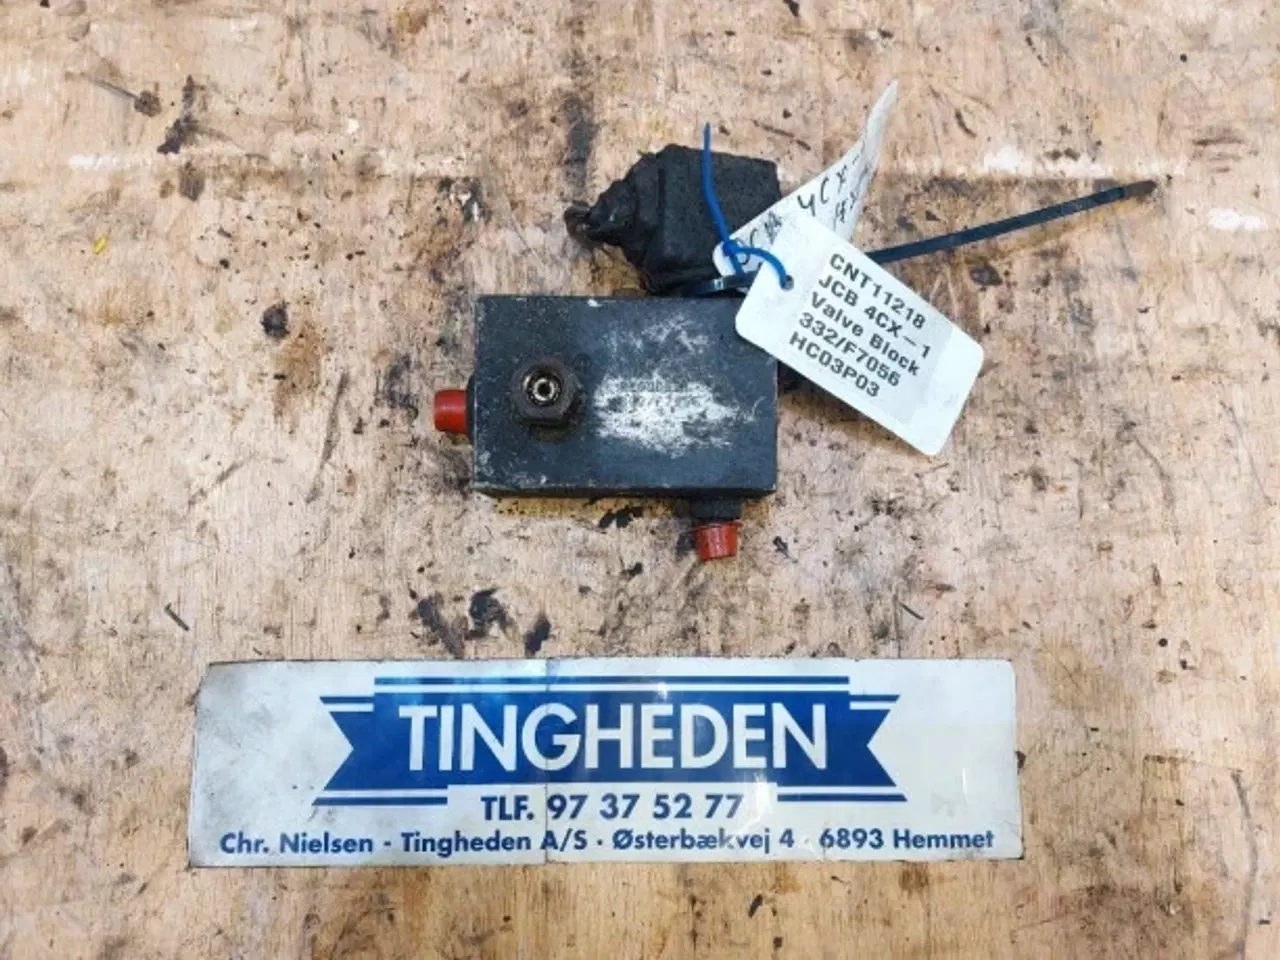 4CX
CNT11218
JCB 4CX-1
Valve Block
332/F7056
HC03P03
TINGHEDEN
TLF. 97 37 52 77
Chr. Nielsen - Tingheden A/S · Østerbækvej 4 · 6893 Hemmet